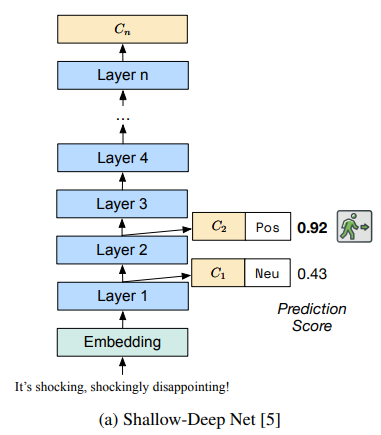 Cn
Layer n
...
Layer 4
Layer 3
C2 Pos 0.92
Layer 2
C1 Neu 0.43
Layer 1
Prediction
Score
Embedding
It's shocking, shockingly disappointing!
(a) Shallow-Deep Net [5]